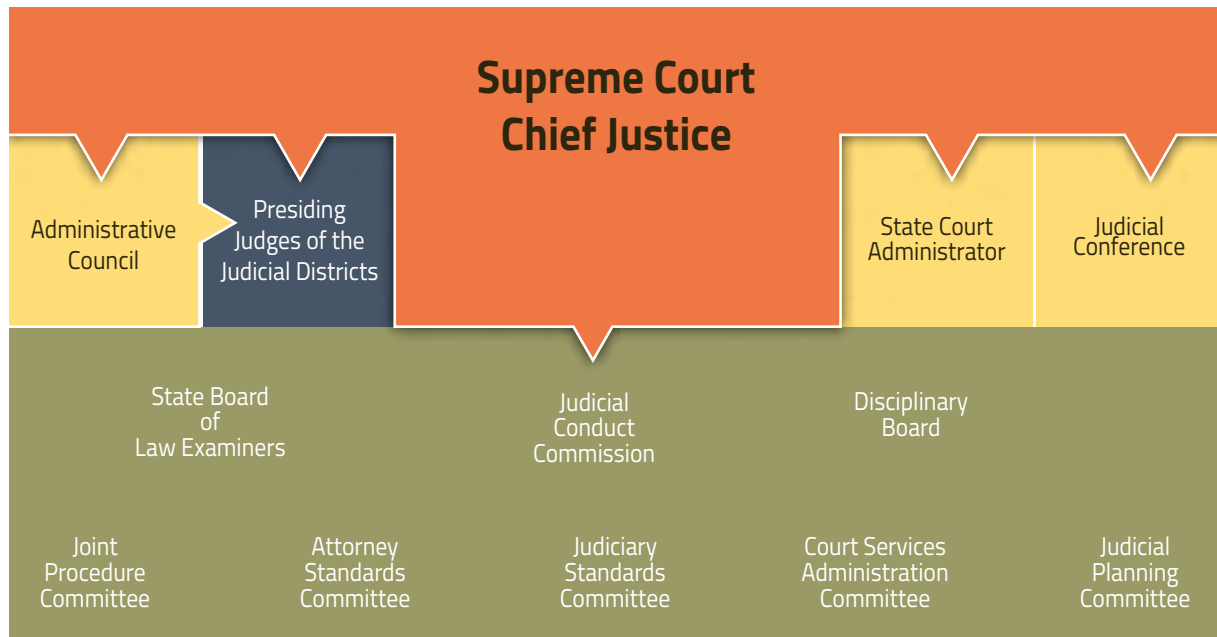 Supreme Court
Chief Justice
Administrative
Council
Presiding
Judges of the
Judicial Districts
State Court
Administrator
Judicial
Conference
State Board
of
Law Examiners
Judicial
Conduct
Commission
Disciplinary
Board
Joint
Procedure
Committee
Attorney
Standards
Committee
Judiciary
Standards
Committee
Court Services
Administration
Committee
Judicial
Planning
Committee